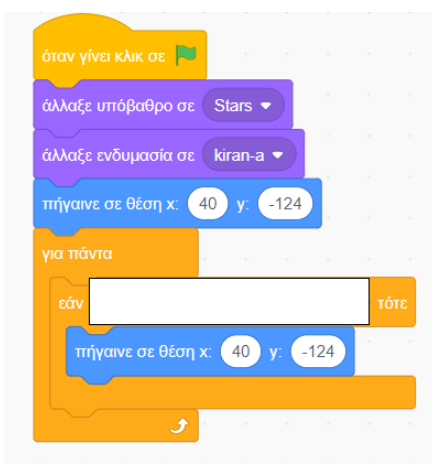 όταν γίνει κλικ σε
άλλαξε υπόβαθρο σε Stars
άλλαξε ενδυμασία σε kiran-a
πήγαινε σε θέση x: 40 y: -124
για πάντα
εάν τότε
πήγαινε σε θέση x: 40 y: -124